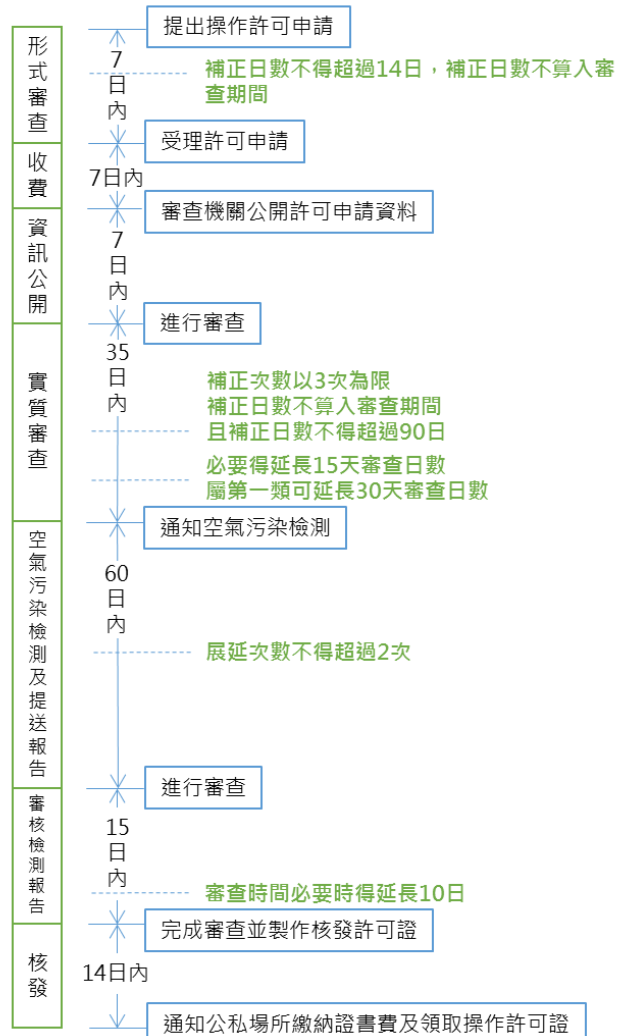 提出操作許可申請
形式審查
7日內
補正日數不得超過14日，補正日數不算入審
查期間
受理許可申請
收費
7日內
審查機關公開許可申請資料
資訊公開
7日內
進行審查
實質審查
35日內
補正次數以3次為限
補正日數不算入審查期間
且補正日數不得超過90日
必要得延長15天審查日數
屬第一類可延長30天審查日數
通知空氣污染檢測
空氣污染檢測及提送報告
60日內
展延次數不得超過2次
進行審查
審核檢測報告
15日內
審查時間必要時得延長10日
完成審查並製作核發許可證
核發
14日內
通知公私場所繳納證書費及領取操作許可證